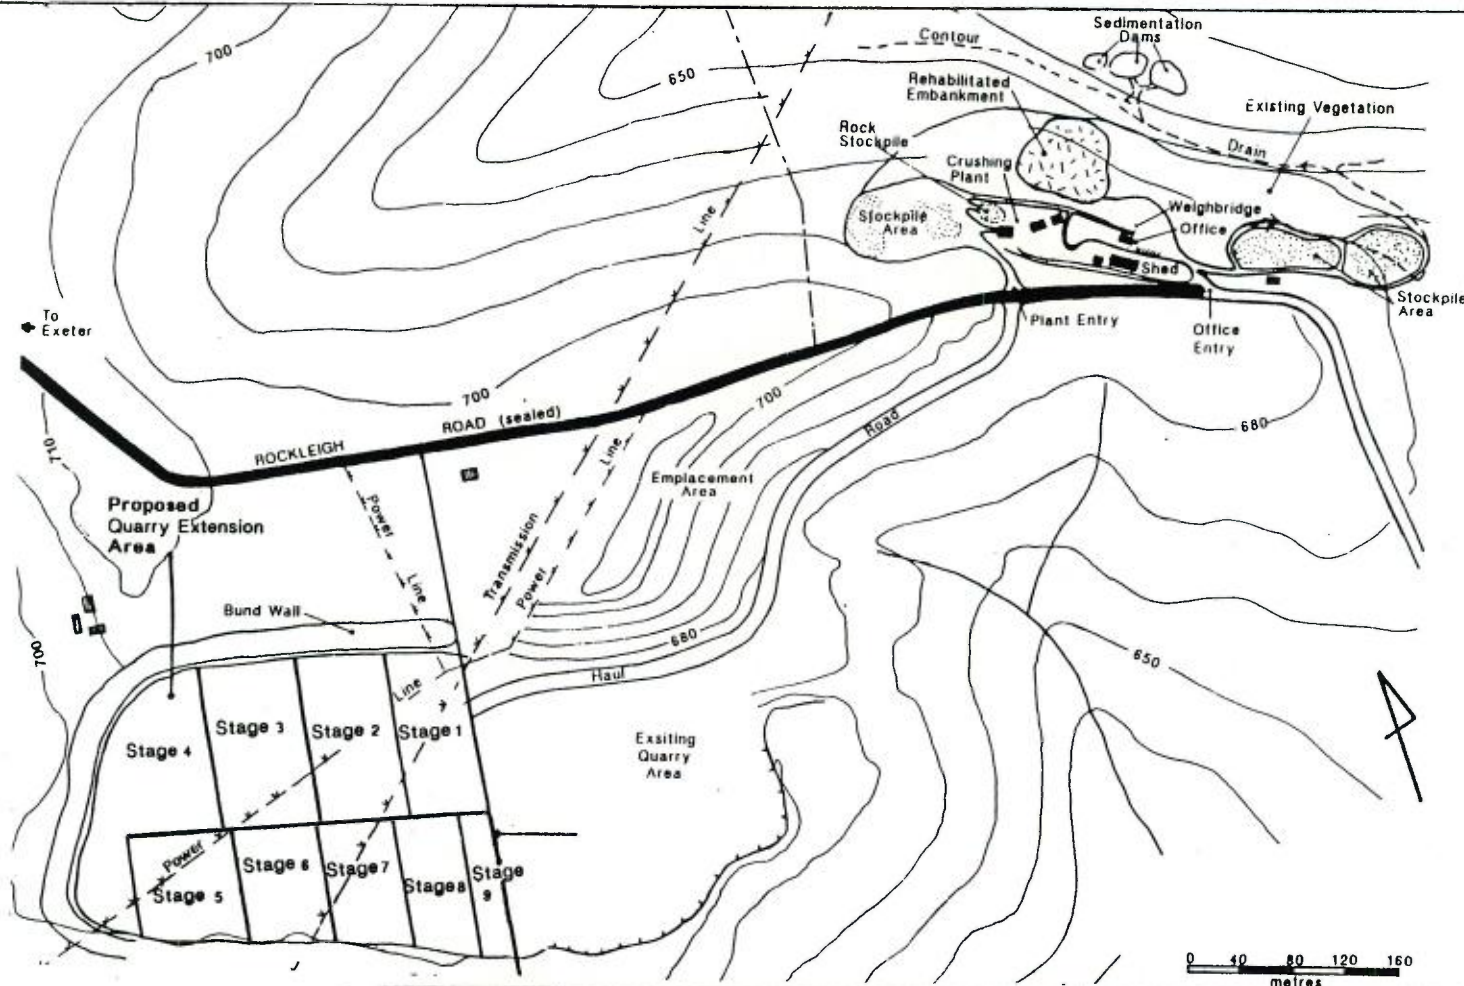 Sedimentation
Dams
700
650
Contour
Rehabilitated
Embankment
Existing Vegetation
Rock
Stockpile
Crushing
Plant
Drain
Stockpile
Area
Line
Weighbridge
Office
Shed
To
Exeter
Stockpile
Area
Plant Entry
Office
Entry
700
700
ROCKLEIGH ROAD (sealed)
Road
680
710
Line
Emplacement
Area
Proposed
Quarry Extension
Area
Power
Line
Transmission
Power
Bund Wall
680
700
650
Line
Haul
Stage 4
Stage 3
Stage 2
Stage 1
Exsiting
Quarry
Area
Power
Stage 5
Stage 6
Stage 7
Stage 8
Stage
9
0 40 80 120 160
metres